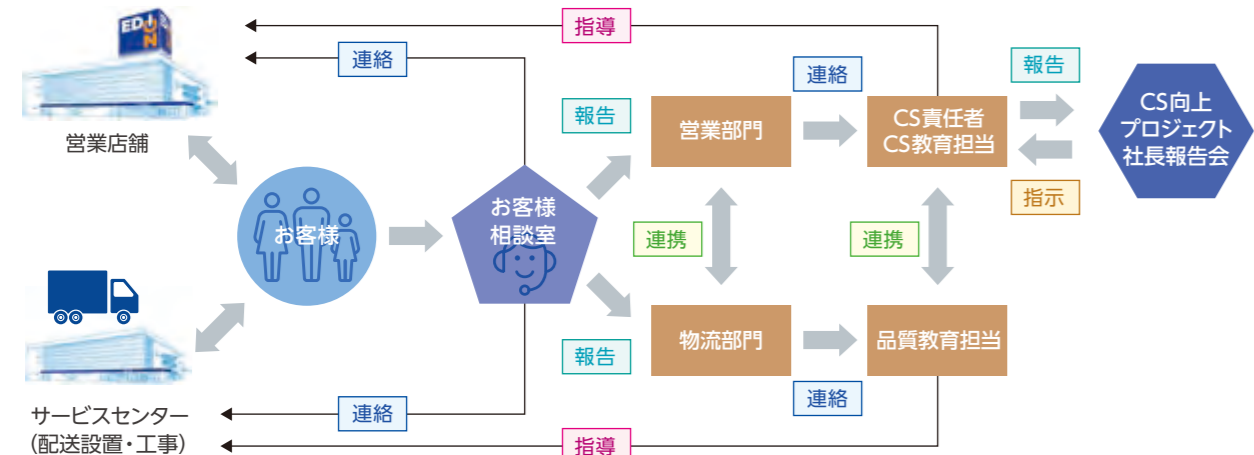 EDION
営業店舗
指導
連絡
お客様
お客様
相談室
報告
営業部門
連絡
CS責任者
CS教育担当
報告
CS向上
プロジェクト
社長報告会
指示
連携
連携
報告
物流部門
連絡
品質教育担当
サービスセンター
（配送設置・工事）
連絡
指導